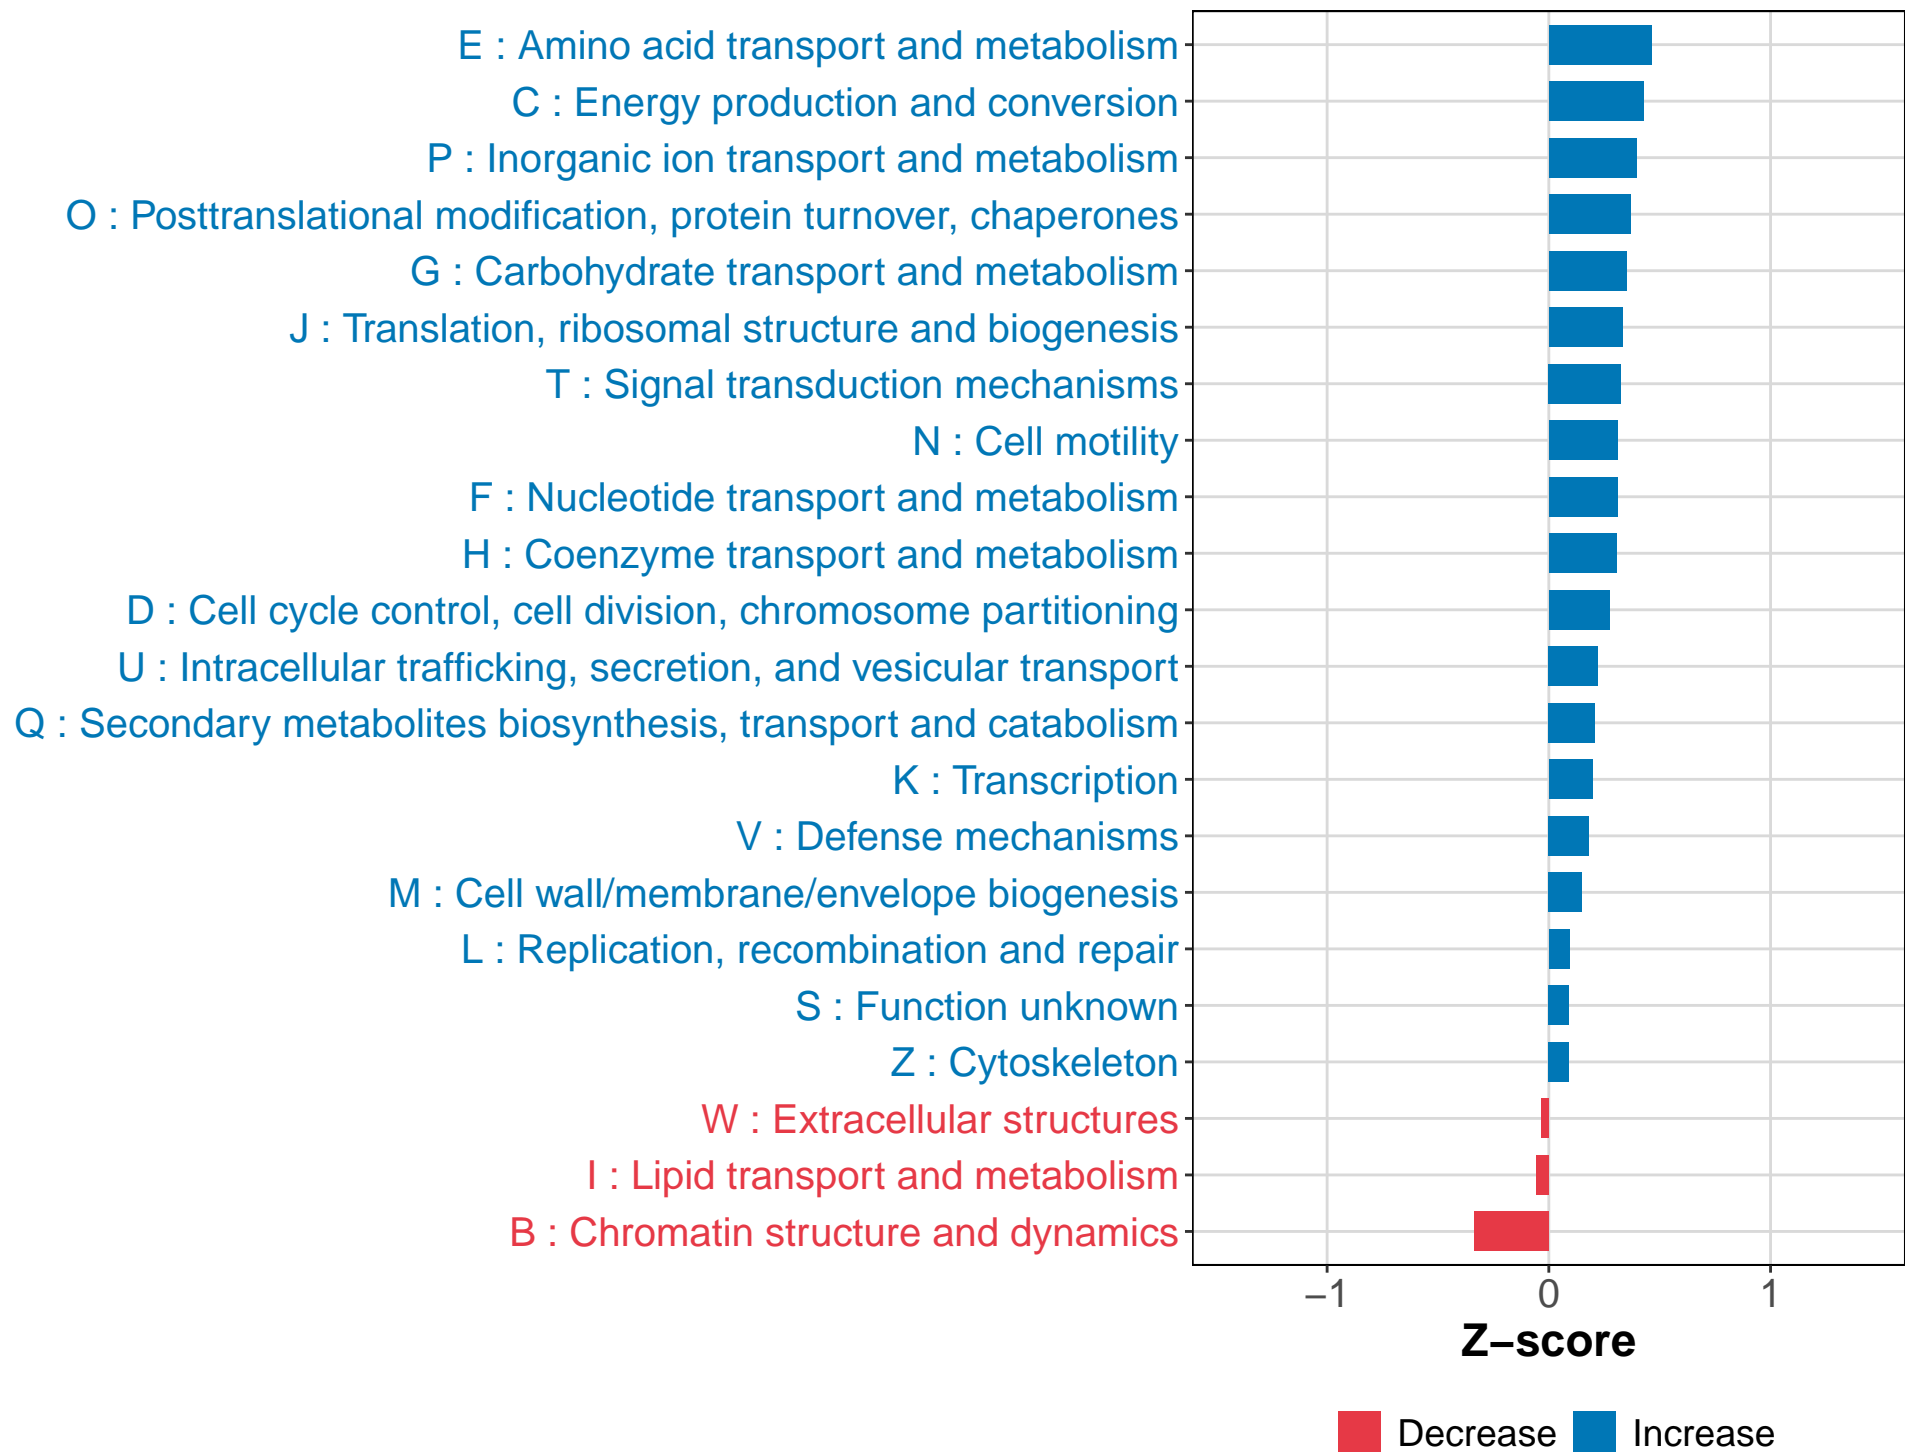 E : Amino acid transport and metabolism
C : Energy production and conversion
P : Inorganic ion transport and metabolism
O : Posttranslational modification, protein turnover, chaperones
G : Carbohydrate transport and metabolism
J : Translation, ribosomal structure and biogenesis
T : Signal transduction mechanisms
N : Cell motility
F : Nucleotide transport and metabolism
H : Coenzyme transport and metabolism
D : Cell cycle control, cell division, chromosome partitioning
U : Intracellular trafficking, secretion, and vesicular transport
Q : Secondary metabolites biosynthesis, transport and catabolism
K : Transcription
V : Defense mechanisms
M : Cell wall/membrane/envelope biogenesis
L : Replication, recombination and repair
S : Function unknown
Z : Cytoskeleton
W : Extracellular structures
I : Lipid transport and metabolism
B : Chromatin structure and dynamics
−1 0 1
Z−score
Decrease Increase